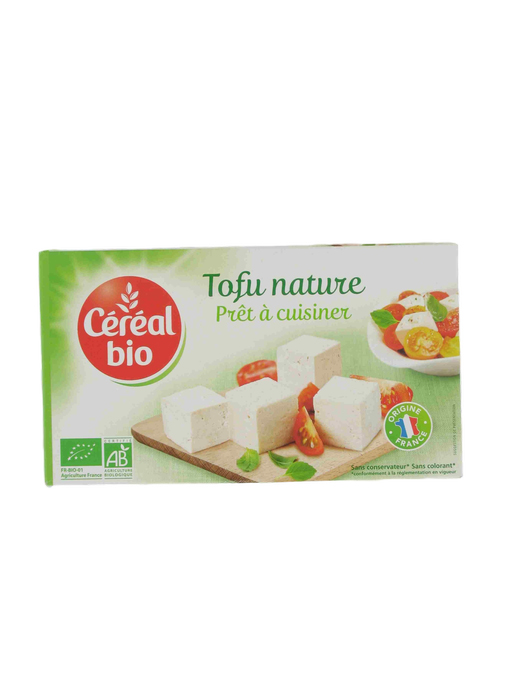 Céréal
bio
Tofu nature
Prêt à cuisiner
ORIGINE
FRANCE
FR-BIO-01
Agriculture France
CERTIFIÉ
AB
AGRICULTURE
BIOLOGIQUE
Sans conservateur* Sans colorant*
*conformément à la réglementation en vigueur